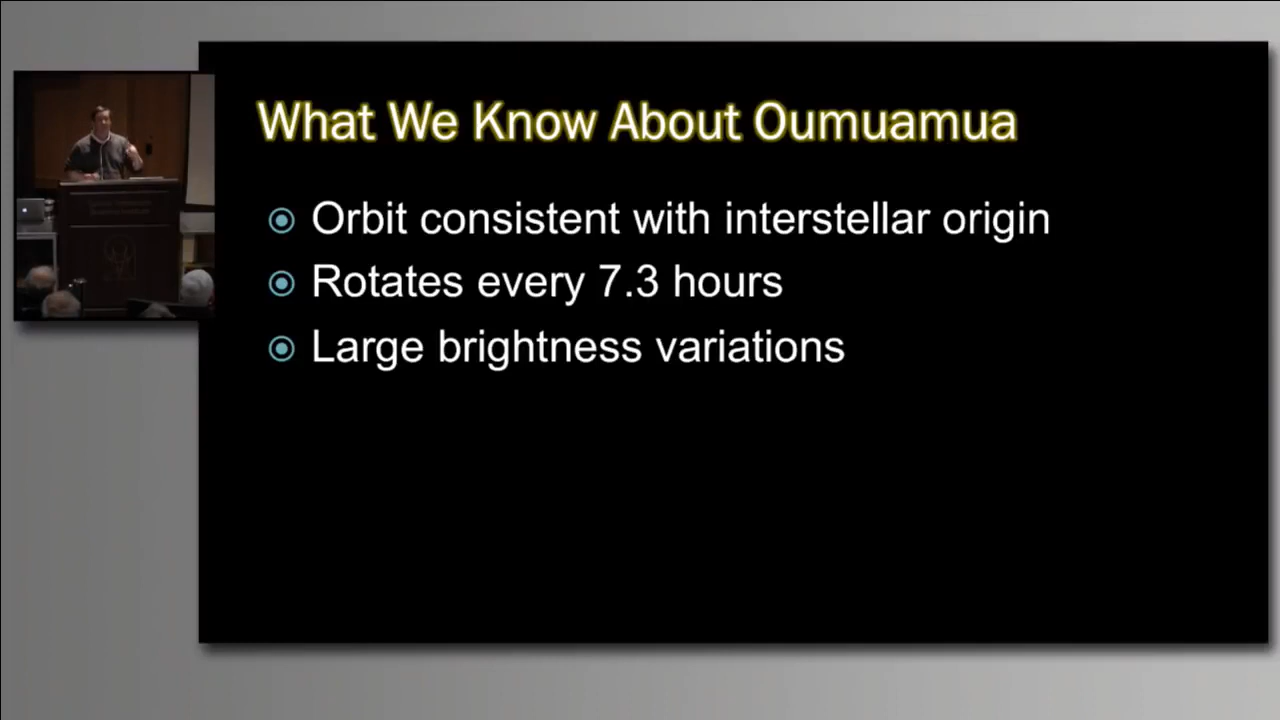 What We Know About Oumuamua
Orbit consistent with interstellar origin
Rotates every 7.3 hours
Large brightness variations